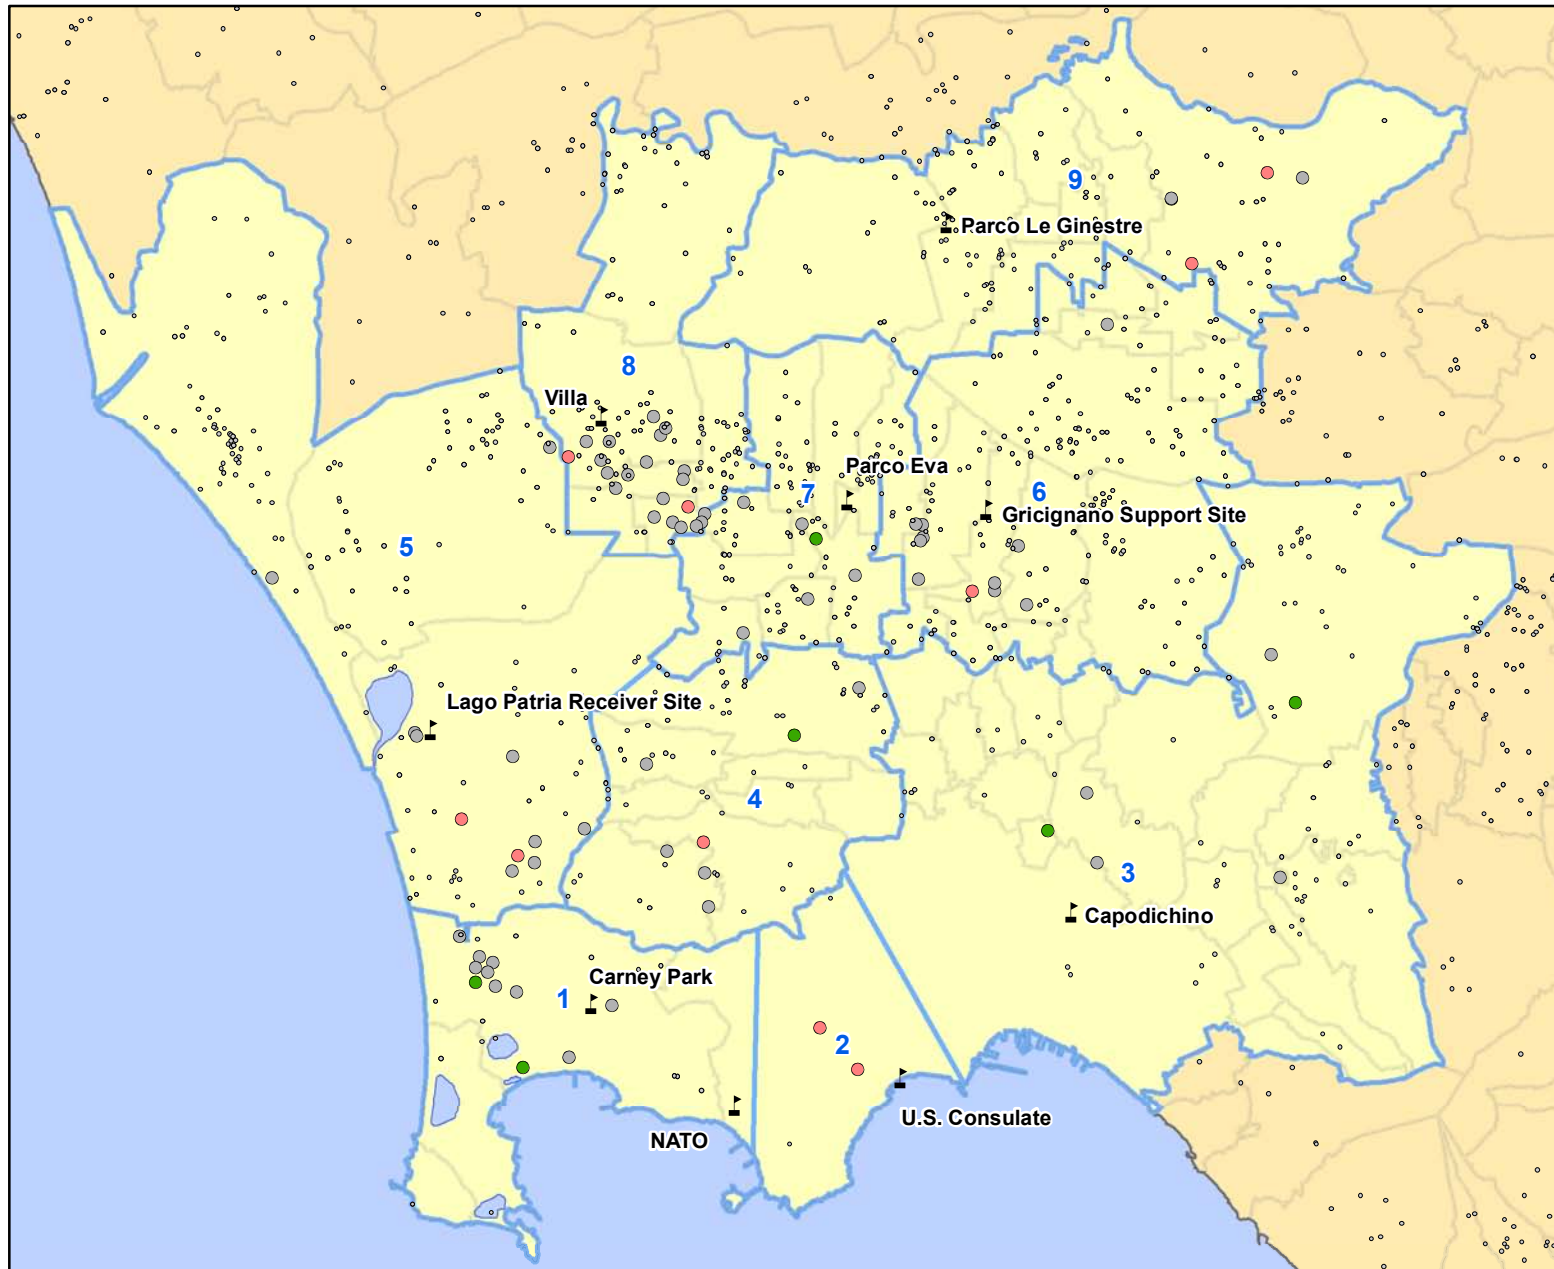 9
Parco Le Ginestre
8
Villa
Parco Eva
7
6
Gricignano Support Site
5
Lago Patria Receiver Site
4
3
Capodichino
Carney Park
1
2
U.S. Consulate
NATO